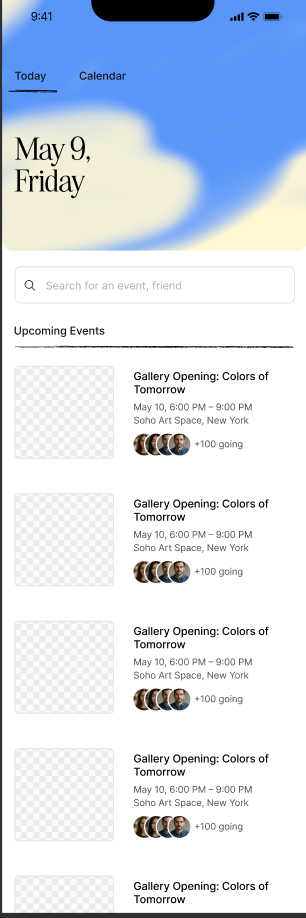 9:41
Today Calendar
May 9,
Friday
Search for an event, friend
Upcoming Events
Gallery Opening: Colors of
Tomorrow
May 10, 6:00 PM – 9:00 PM
Soho Art Space, New York
+100 going
Gallery Opening: Colors of
Tomorrow
May 10, 6:00 PM – 9:00 PM
Soho Art Space, New York
+100 going
Gallery Opening: Colors of
Tomorrow
May 10, 6:00 PM – 9:00 PM
Soho Art Space, New York
+100 going
Gallery Opening: Colors of
Tomorrow
May 10, 6:00 PM – 9:00 PM
Soho Art Space, New York
+100 going
Gallery Opening: Colors of
Tomorrow